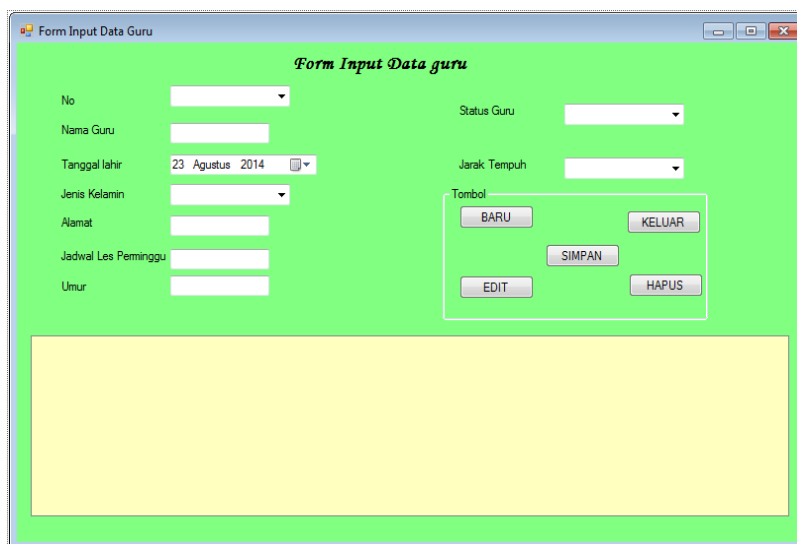 Form Input Data Guru
Form Input Data guru
No
Nama Guru
Tanggal lahir 23 Agustus 2014
Jenis Kelamin
Alamat
Jadwal Les Perminggu
Umur
Status Guru
Jarak Tempuh
Tombol
BARU
KELUAR
SIMPAN
EDIT
HAPUS